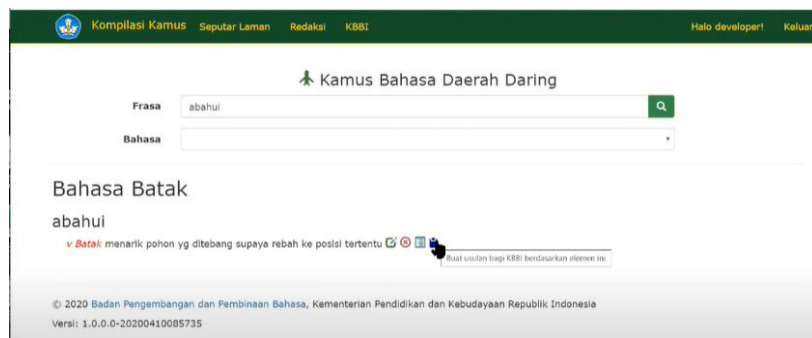 Kompilasi Kamus Seputar Laman Redaksi KBBI Halo developer! Keluar
Kamus Bahasa Daerah Daring
Frasa abahui
Bahasa
Bahasa Batak
abahui
v Batak menarik pohon yg ditebang supaya rebah ke posisi tertentu
Buat usulan bagi KBBI berdasarkan elemen ini
© 2020 Badan Pengembangan dan Pembinaan Bahasa, Kementerian Pendidikan dan Kebudayaan Republik Indonesia
Versi: 1.0.0.0-20200410085735